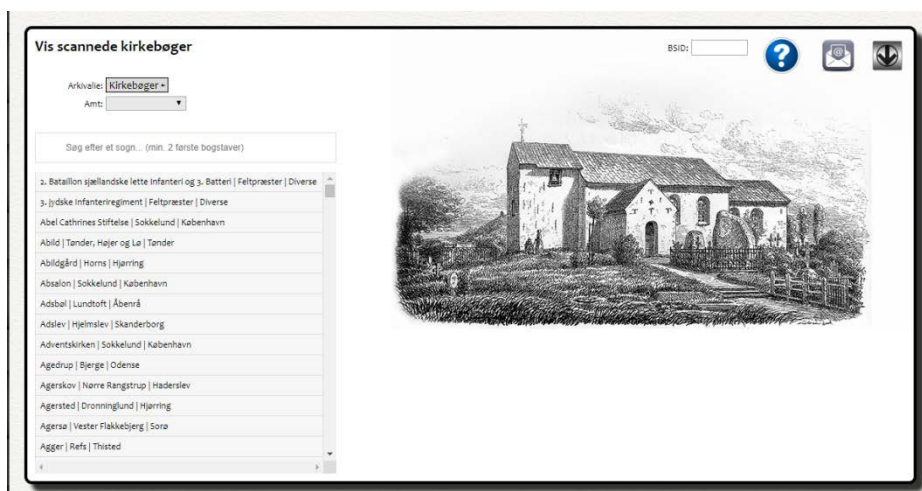 Vis scannede kirkebøger
BSID:
Arkivalie: Kirkebøger
Amt:
Søg efter et sogn... (min. 2 første bogstaver)
2. Bataillon sjællandske lette infanteri og 3. Batteri | Feltpræster | Diverse
3. jydske Infanteriregiment | Feltpræster | Diverse
Abel Cathrines Stiftelse | Sokkelund | København
Abild | Tønder, Højer og Lø | Tønder
Abildgård | Horns | Hjørring
Absalon | Sokkelund | København
Adsbøl | Lundtoft | Åbenrå
Adslev | Hjelmslev | Skanderborg
Adventskirken | Sokkelund | København
Agedrup | Bjerge | Odense
Agerskov | Nørre Rangstrup | Haderslev
Agersted | Dronninglund | Hjørring
Agersø | Vester Flakkebjerg | Sorø
Agger | Refs | Thisted